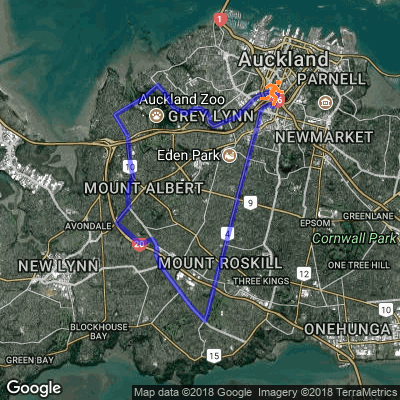 1
Auckland
PARNELL
Auckland Zoo
GREY LYNN
6
NEWMARKET
Eden Park
10
MOUNT ALBERT
9
GREENLANE
AVONDALE
EPSOM
4
Cornwall Park
20
NEW LYNN
MOUNT ROSKILL
ONE TREE HILL
12
THREE KINGS
10
BLOCKHOUSE
BAY
ONEHUNGA
GREEN BAY
15
Google
Map data ©2018 Google Imagery ©2018 TerraMetrics